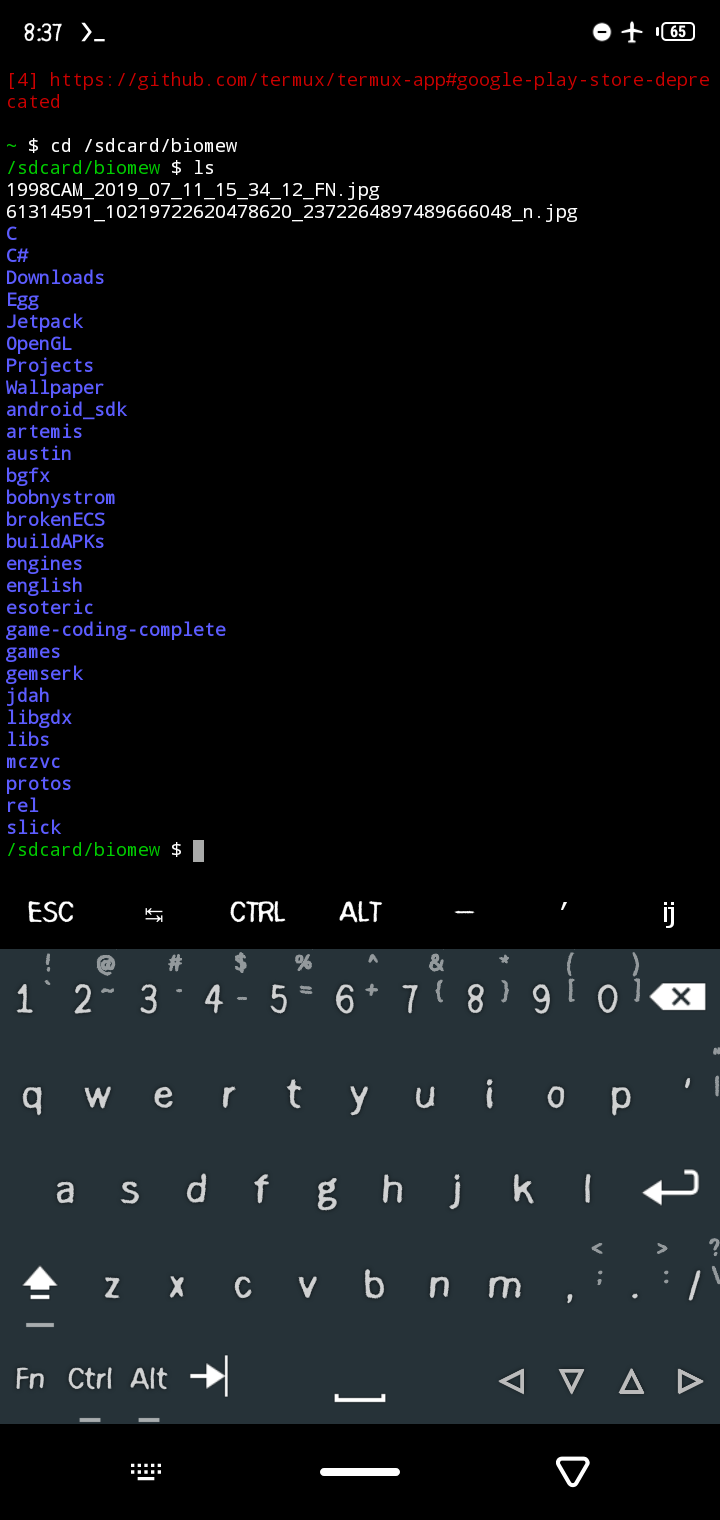 8:37
65
[4] https://github.com/termux/termux-app#google-play-store-depre
cated
~ $ cd /sdcard/biomew
/sdcard/biomew $ ls
1998CAM_2019_07_11_15_34_12_FN.jpg
61314591_10219722620478620_2372264897489666048_n.jpg
C
C#
Downloads
Egg
Jetpack
OpenGL
Projects
Wallpaper
android_sdk
artemis
austin
bgfx
bobnystrom
brokenECS
buildAPKs
engines
english
esoteric
game-coding-complete
games
gemserk
jdah
libgdx
libs
mczvc
protos
rel
slick
/sdcard/biomew $
ESC ↹ CTRL ALT — ′ ij
! @ # $ % ^ & * ( )
1 ` 2 ~ 3 - 4 _ 5 = 6 + 7 { 8 } 9 [ 0 ]
q w e r t y u i o p ' " |
a s d f g h j k l
< > ?
z x c v b n m , ; . : / \
Fn Ctrl Alt